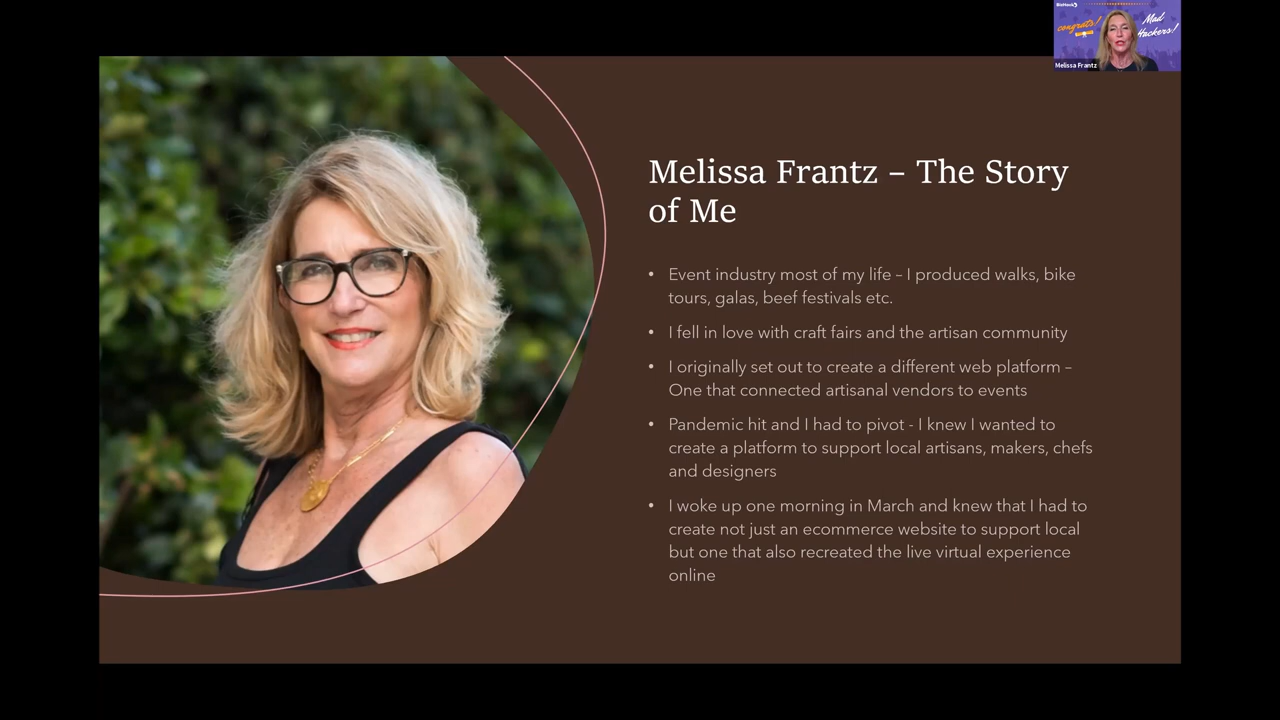 BizHack
congrats!
Mad
Hackers!
Melissa Frantz
Melissa Frantz – The Story
of Me
• Event industry most of my life – I produced walks, bike
tours, galas, beef festivals etc.
• I fell in love with craft fairs and the artisan community
• I originally set out to create a different web platform –
One that connected artisanal vendors to events
• Pandemic hit and I had to pivot - I knew I wanted to
create a platform to support local artisans, makers, chefs
and designers
• I woke up one morning in March and knew that I had to
create not just an ecommerce website to support local
but one that also recreated the live virtual experience
online